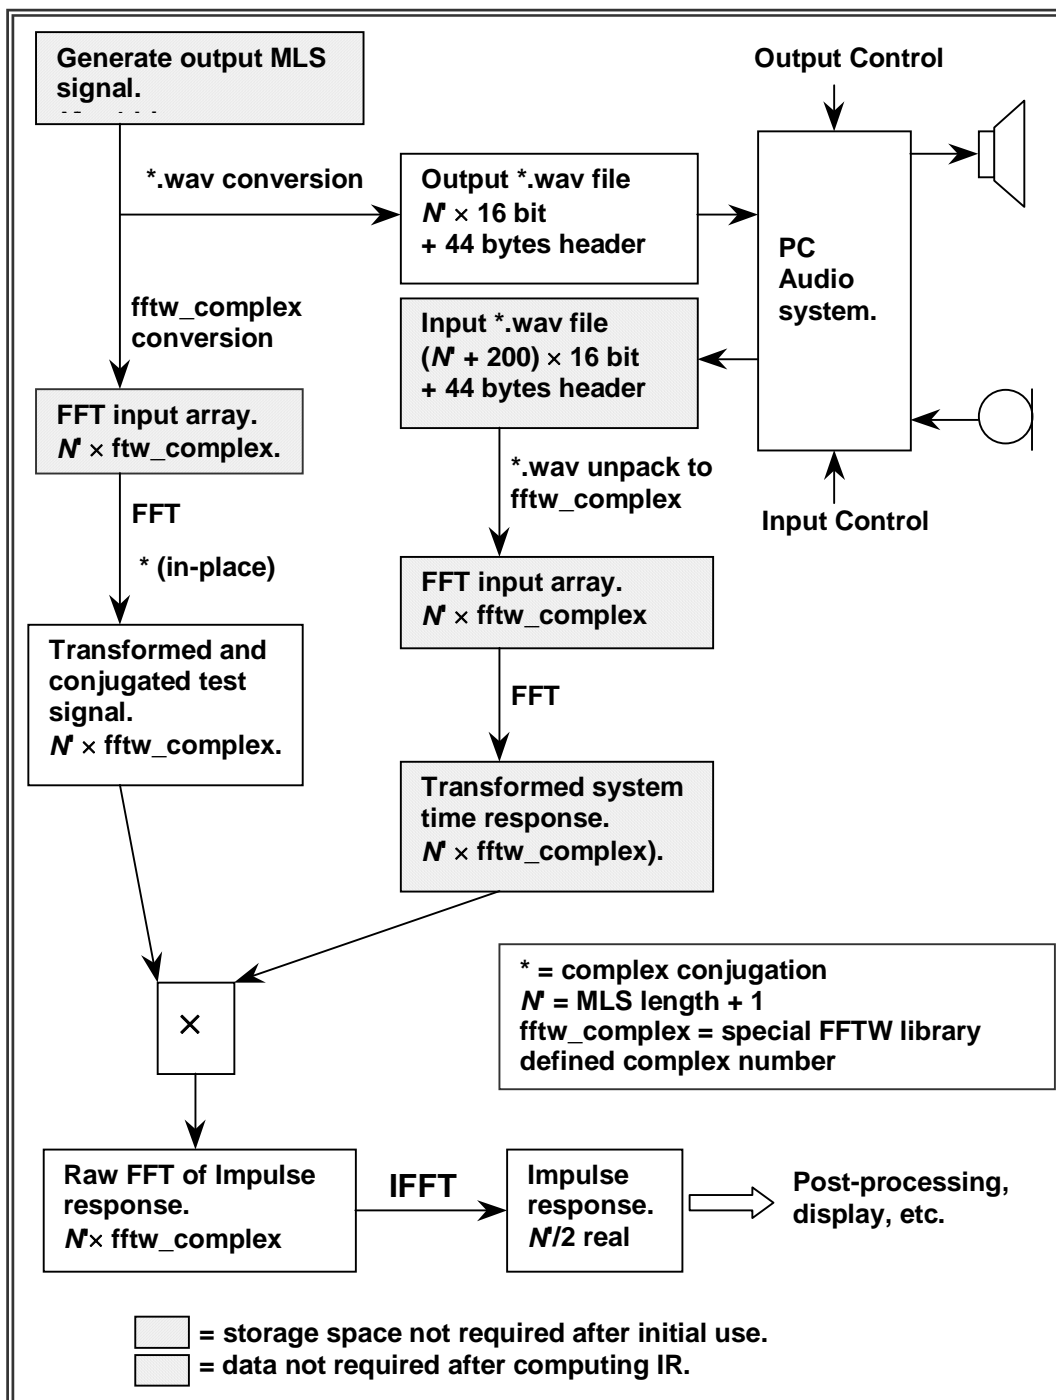 Generate output MLS
signal.
Output Control
*.wav conversion
Output *.wav file
N' × 16 bit
+ 44 bytes header
PC
Audio
system.
fftw_complex
conversion
Input *.wav file
(N' + 200) × 16 bit
+ 44 bytes header
FFT input array.
N' × ftw_complex.
*.wav unpack to
fftw_complex
Input Control
FFT
* (in-place)
FFT input array.
N' × fftw_complex
Transformed and
conjugated test
signal.
N' × fftw_complex.
FFT
Transformed system
time response.
N' × fftw_complex).
×
* = complex conjugation
N' = MLS length + 1
fftw_complex = special FFTW library
defined complex number
Raw FFT of Impulse
response.
N'× fftw_complex
IFFT
Impulse
response.
N'/2 real
Post-processing,
display, etc.
= storage space not required after initial use.
= data not required after computing IR.